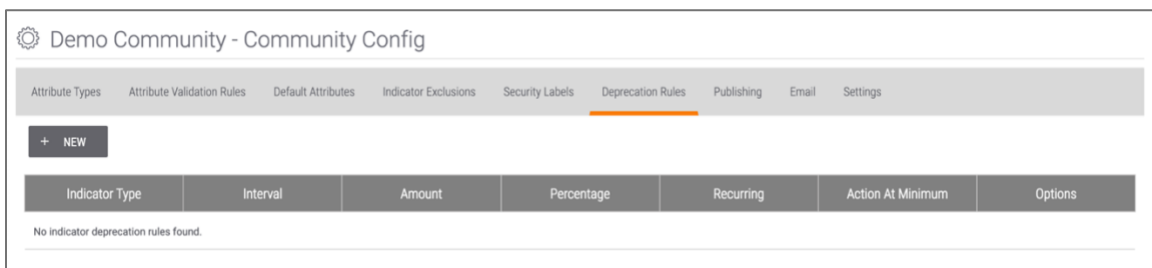 Demo Community - Community Config
Attribute Types Attribute Validation Rules Default Attributes Indicator Exclusions Security Labels Deprecation Rules Publishing Email Settings
+ NEW
Indicator Type Interval Amount Percentage Recurring Action At Minimum Options
No indicator deprecation rules found.